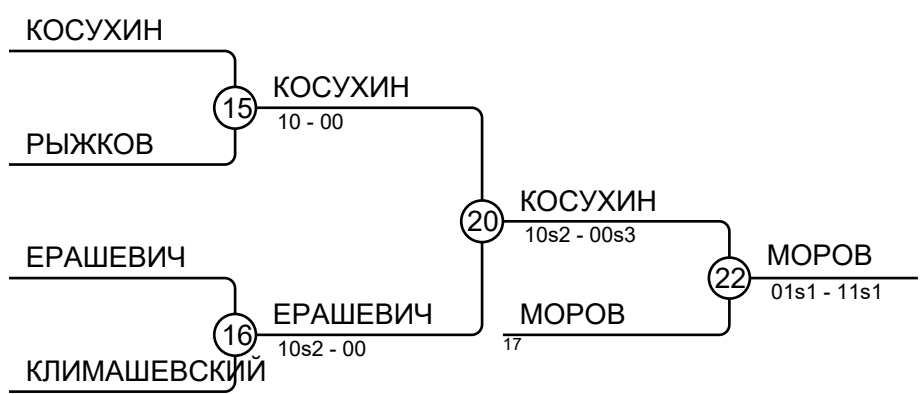 КОСУХИН
15
КОСУХИН
10 - 00
РЫЖКОВ
20
КОСУХИН
10s2 - 00s3
ЕРАШЕВИЧ
22
МОРОВ
01s1 - 11s1
16
ЕРАШЕВИЧ
10s2 - 00
МОРОВ
17
КЛИМАШЕВСКИЙ